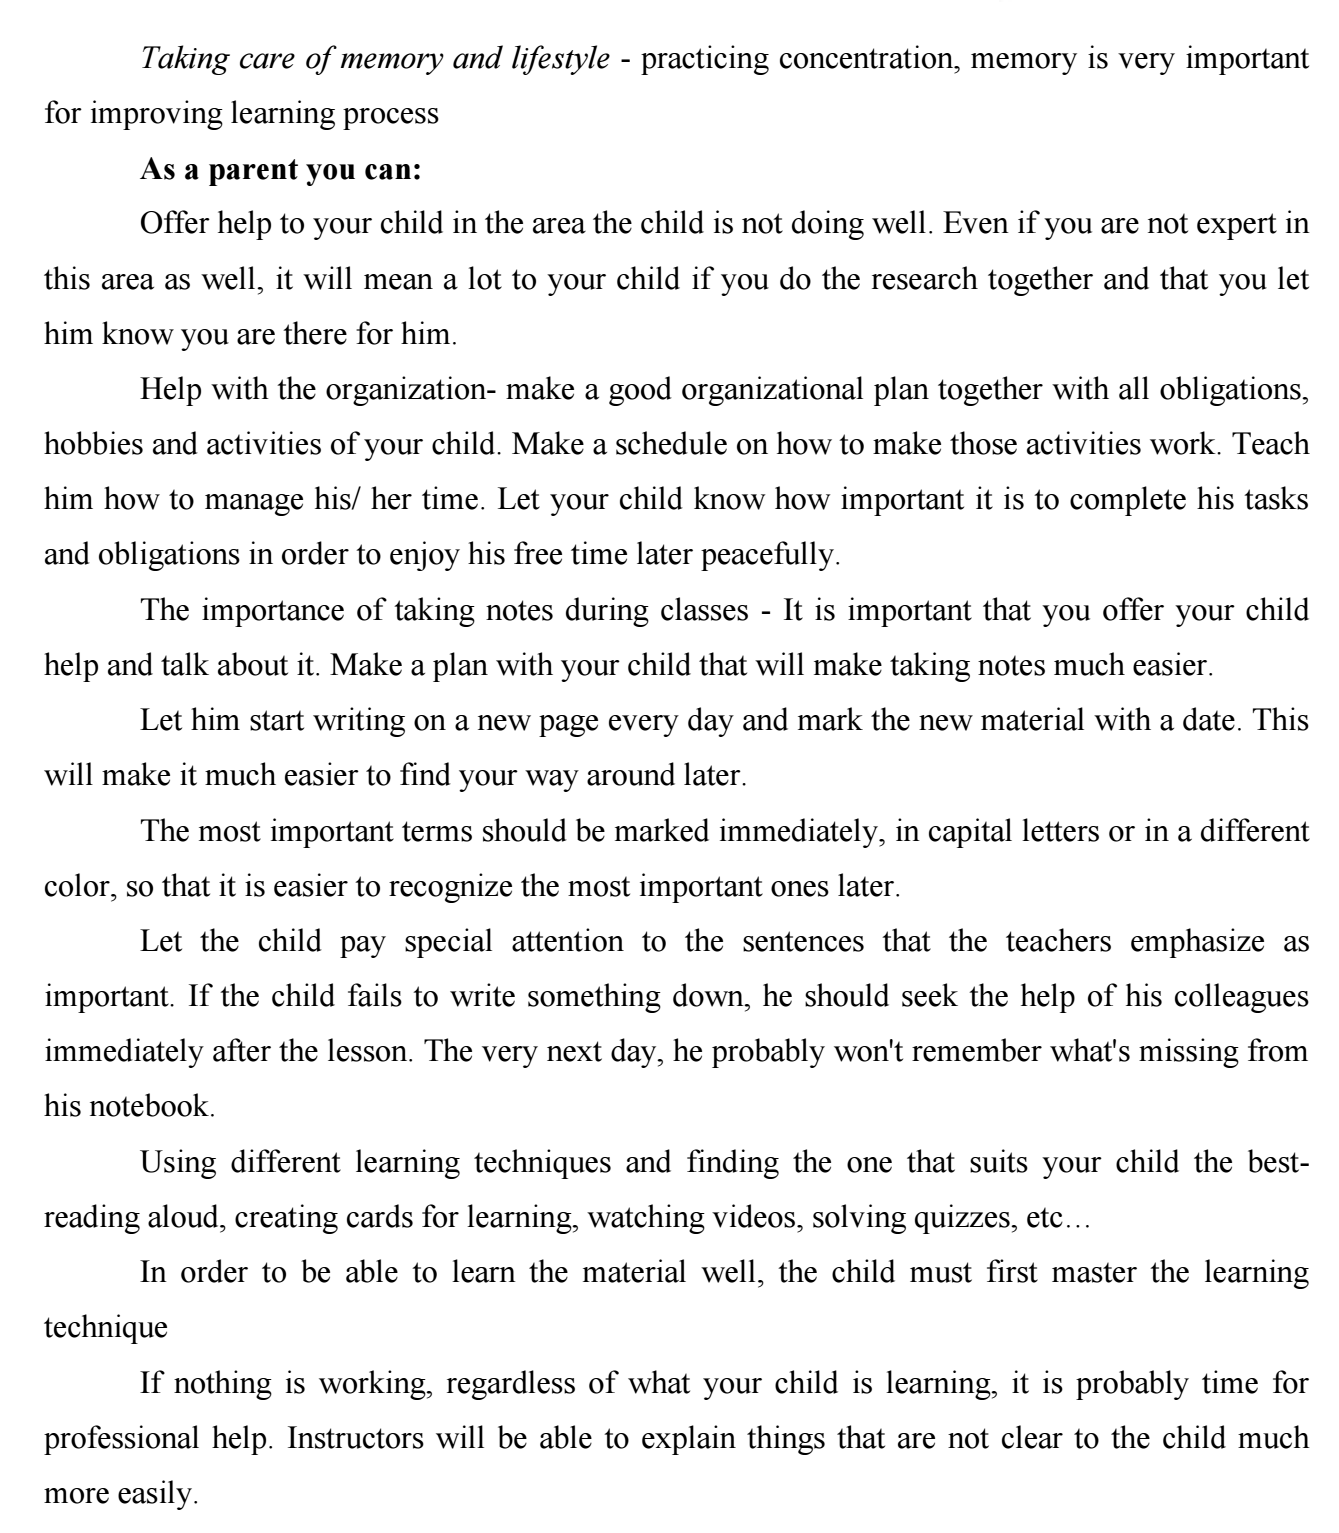 Taking care of memory and lifestyle - practicing concentration, memory is very important
for improving learning process
As a parent you can:
Offer help to your child in the area the child is not doing well. Even if you are not expert in
this area as well, it will mean a lot to your child if you do the research together and that you let
him know you are there for him.
Help with the organization- make a good organizational plan together with all obligations,
hobbies and activities of your child. Make a schedule on how to make those activities work. Teach
him how to manage his/ her time. Let your child know how important it is to complete his tasks
and obligations in order to enjoy his free time later peacefully.
The importance of taking notes during classes - It is important that you offer your child
help and talk about it. Make a plan with your child that will make taking notes much easier.
Let him start writing on a new page every day and mark the new material with a date. This
will make it much easier to find your way around later.
The most important terms should be marked immediately, in capital letters or in a different
color, so that it is easier to recognize the most important ones later.
Let the child pay special attention to the sentences that the teachers emphasize as
important. If the child fails to write something down, he should seek the help of his colleagues
immediately after the lesson. The very next day, he probably won't remember what's missing from
his notebook.
Using different learning techniques and finding the one that suits your child the best-
reading aloud, creating cards for learning, watching videos, solving quizzes, etc…
In order to be able to learn the material well, the child must first master the learning
technique
If nothing is working, regardless of what your child is learning, it is probably time for
professional help. Instructors will be able to explain things that are not clear to the child much
more easily.